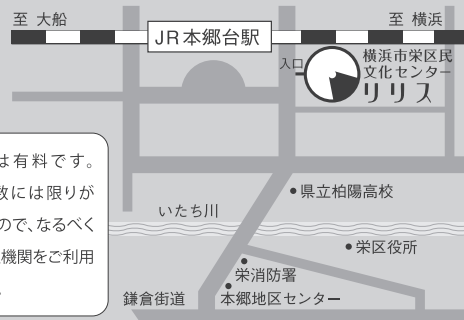 至 大船
至 横浜
JR本郷台駅
入口
横浜市栄区民
文化センター
リリス
は有料です。
数には限りが
ので、なるべく
機関をご利用
県立柏陽高校
いたち川
栄区役所
栄消防署
鎌倉街道
本郷地区センター